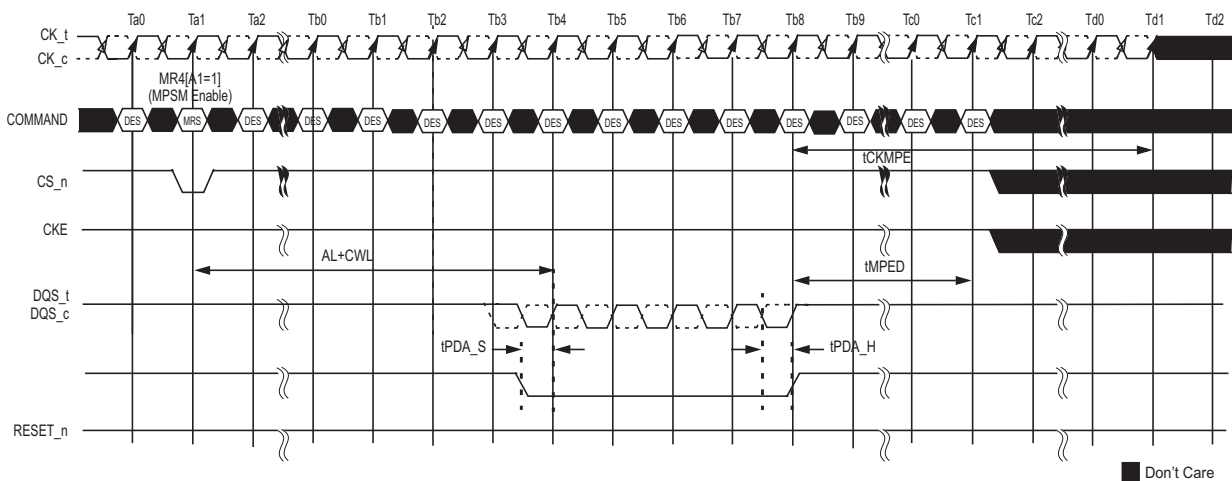 Ta0 Ta1 Ta2 Tb0 Tb1 Tb2 Tb3 Tb4 Tb5 Tb6 Tb7 Tb8 Tb9 Tc0 Tc1 Tc2 Td0 Td1 Td2
CK_t
CK_c
MR4[A1=1]
(MPSM Enable)
COMMAND DES MRS DES DES DES DES DES DES DES DES DES DES DES DES DES
tCKMPE
CS_n
CKE
AL+CWL
tMPED
DQS_t
DQS_c
tPDA_S
tPDA_H
RESET_n
Don't Care